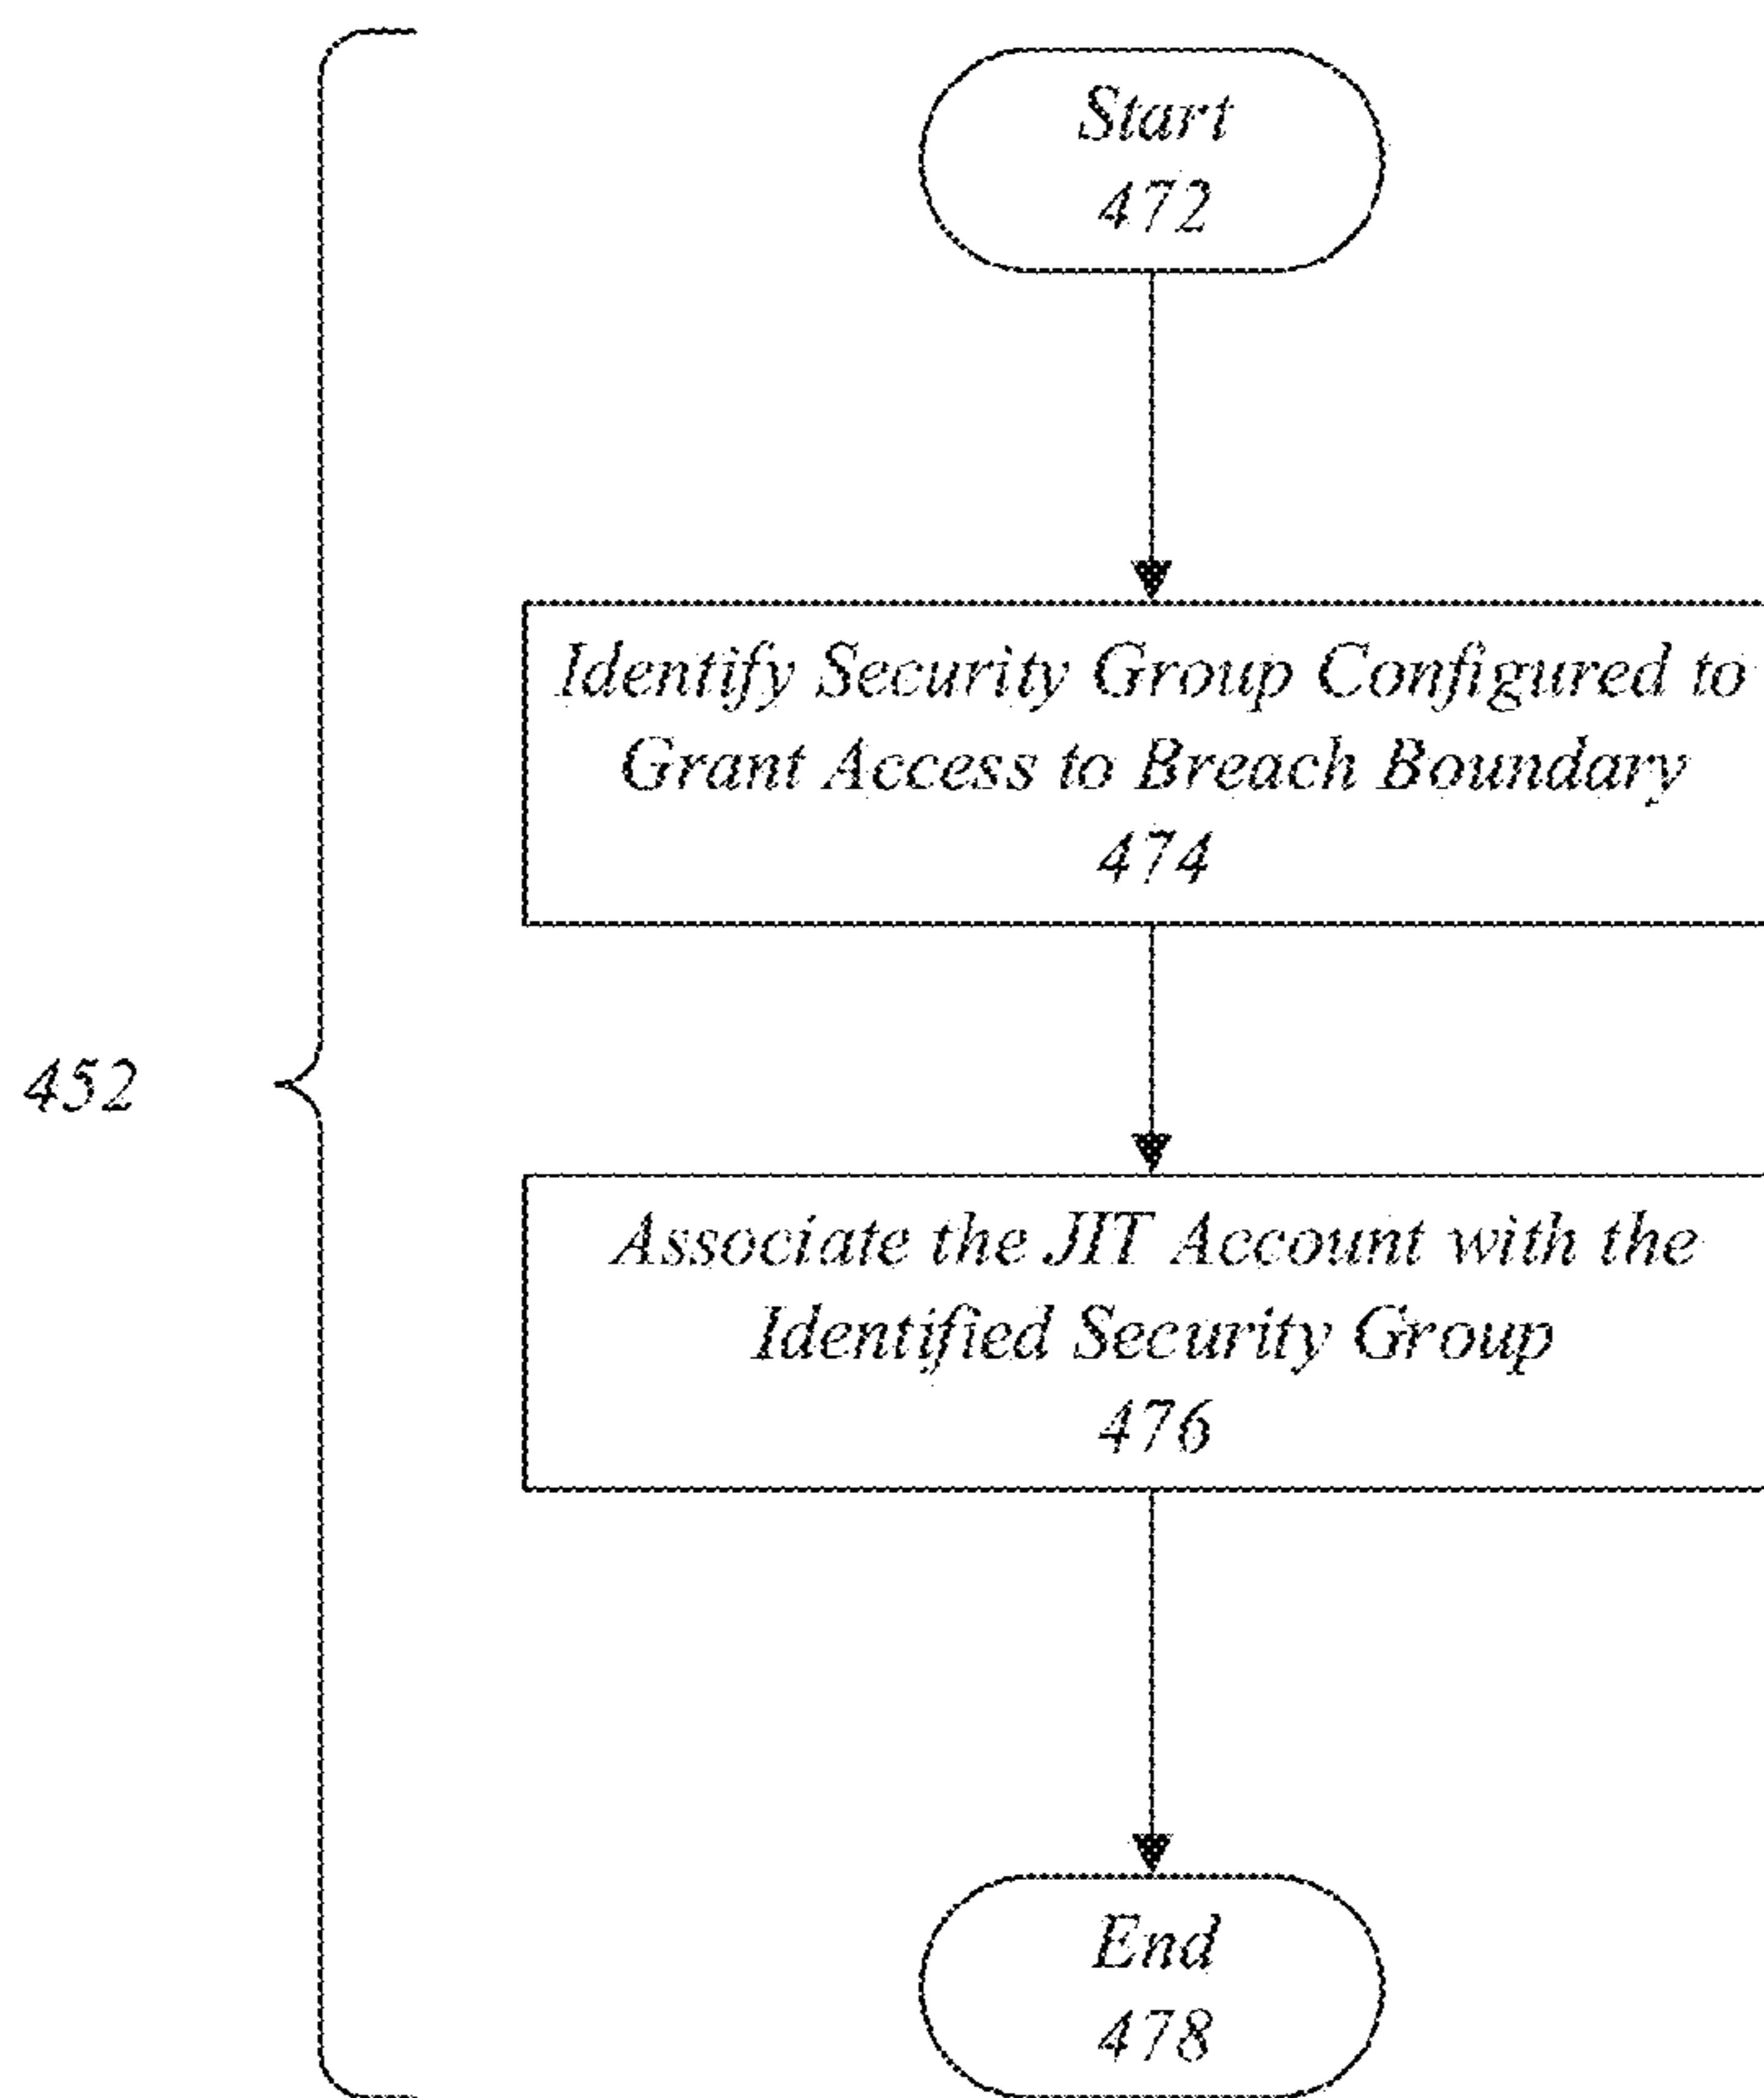 Start
472
Identify Security Group Configured to
Grant Access to Breach Boundary
474
452
Associate the JIT Account with the
Identified Security Group
476
End
478